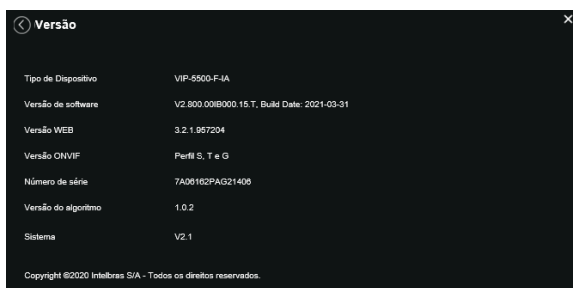 Versão
Tipo de Dispositivo VIP-5500-F-IA
Versão de software V2.800.00IB000.15.T, Build Date: 2021-03-31
Versão WEB 3.2.1.957204
Versão ONVIF Perfil S, T e G
Número de série 7A06162PAG21406
Versão do algoritmo 1.0.2
Sistema V2.1
Copyright ©2020 Intelbras S/A - Todos os direitos reservados.